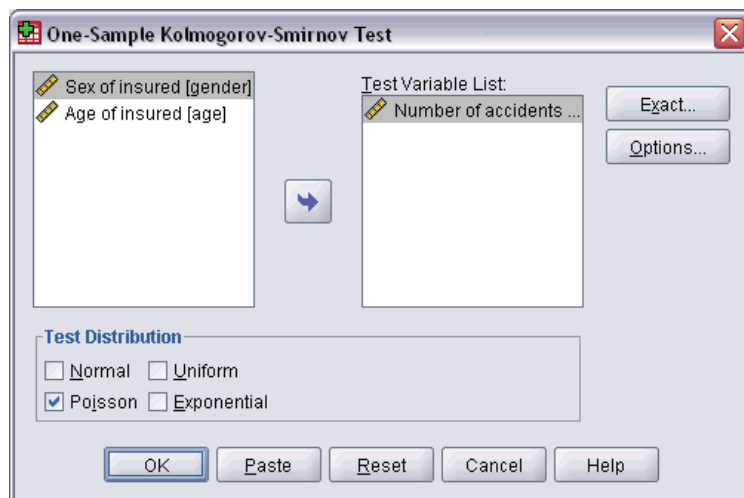 One-Sample Kolmogorov-Smirnov Test
Sex of insured [gender]
Age of insured [age]
Test Variable List:
Number of accidents ...
Exact...
Options...
Test Distribution
Normal
Uniform
Poisson
Exponential
OK
Paste
Reset
Cancel
Help